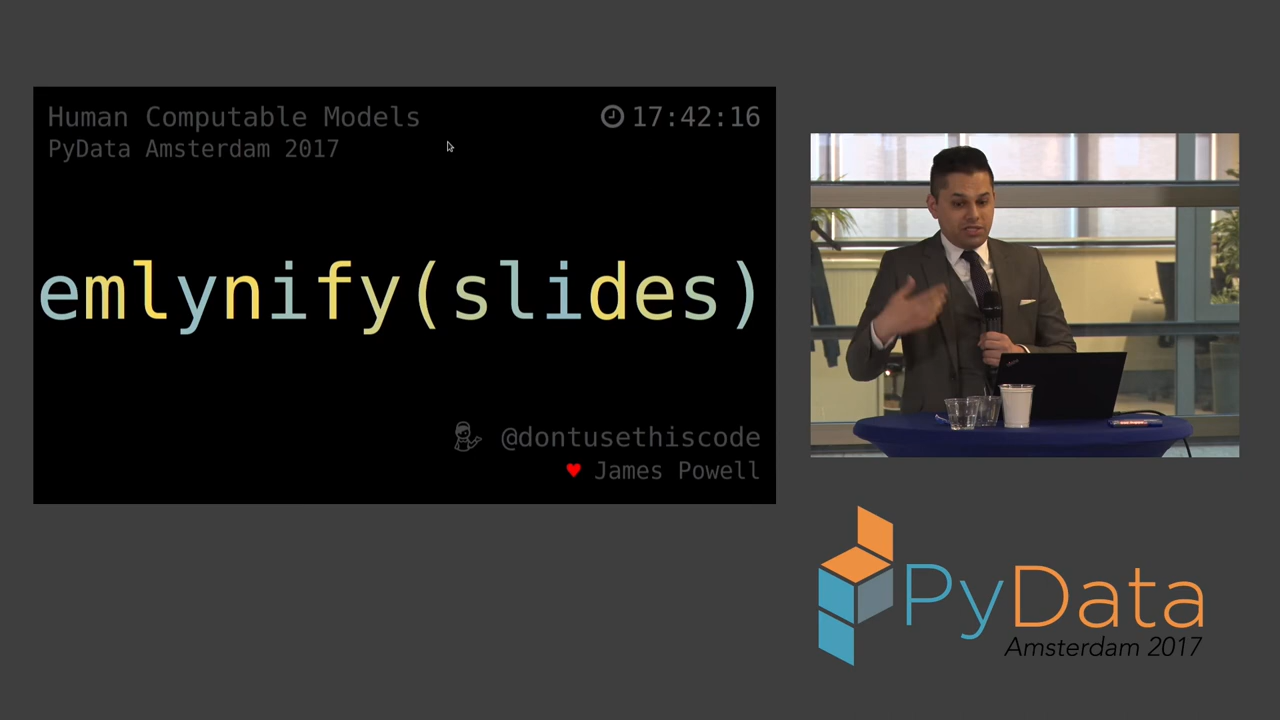 Human Computable Models
17:42:16
PyData Amsterdam 2017
emlynify(slides)
@dontusethiscode
♥ James Powell
PyData
Amsterdam 2017